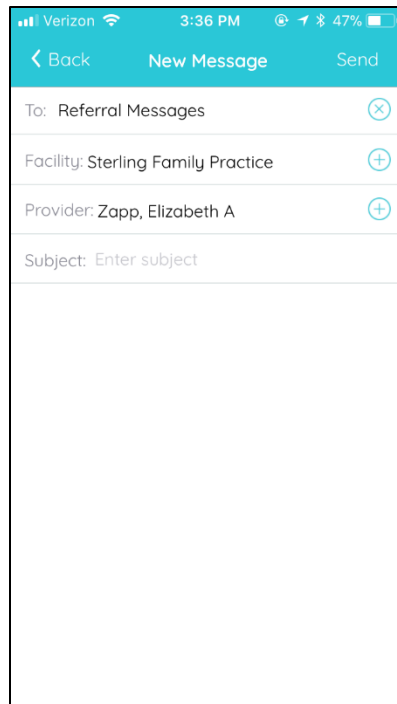 Verizon 3:36 PM 47%
Back New Message Send
To: Referral Messages
Facility: Sterling Family Practice
Provider: Zapp, Elizabeth A
Subject: Enter subject